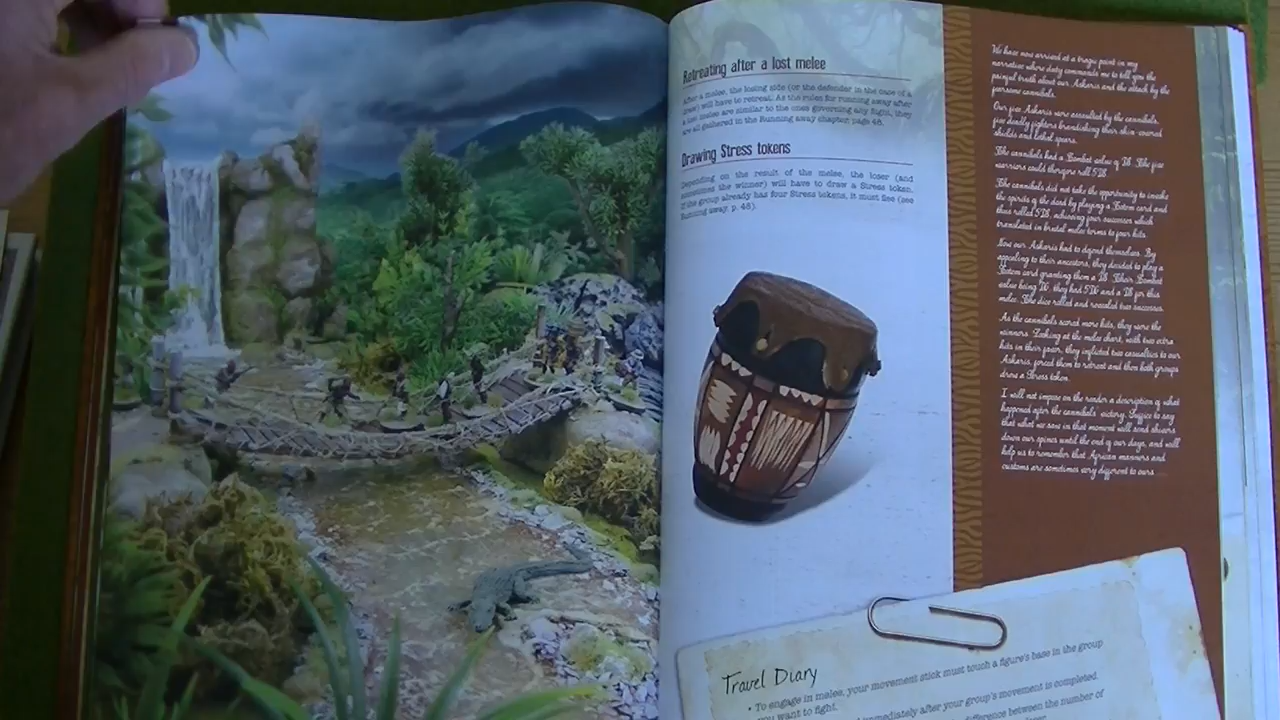 Retreating after a lost melee
After a melee, the losing side (or the defender in the case of a
draw) will have to retreat. As the rules for running away after
a lost melee are similar to the ones governing any flight, they
are all gathered in the Running away chapter, page 48.
Drawing Stress tokens
Depending on the result of the melee, the loser (and
sometimes the winner) will have to draw a Stress token.
If the group already has four Stress tokens, it must flee (see
Running away, p. 48).
We have now arrived at a tragic point in my
narrative where duty commands me to tell you the
painful truth about our Askaris and the attack by the
fearsome cannibals.
Our five Askaris were assaulted by the cannibals,
five deadly fighters brandishing their skin-covered
shields and lethal spears.
The cannibals had a Combat value of
warriors could therefore roll
The cannibals did not take the opportunity to invoke
the spirits of the dead by playing a Totem card and
thus rolled achieving four successes which
translated in brutal melee terms to four hits.
Now our Askaris had to defend themselves. By
appealing to their ancestors, they decided to play a
Totem card granting them a Their Combat
value being they had and a for this
melee. The dice rolled and revealed two successes.
As the cannibals scored more hits, they were the
winners. Looking at the melee chart, with two extra
hits in their favor, they inflicted two casualties to our
Askaris, forced them to retreat and then both groups
drew a Stress token.
I will not impose on the reader a description of what
happened after the cannibals' victory. Suffice to say
that what we saw in that moment will send shivers
down our spines until the end of our days, and will
help us to remember that African manners and
customs are sometimes very different to ours.
Travel Diary
• To engage in melee, your movement stick must touch a figure's base in the group
you want to fight.
immediately after your group's movement is completed.
difference between the number of